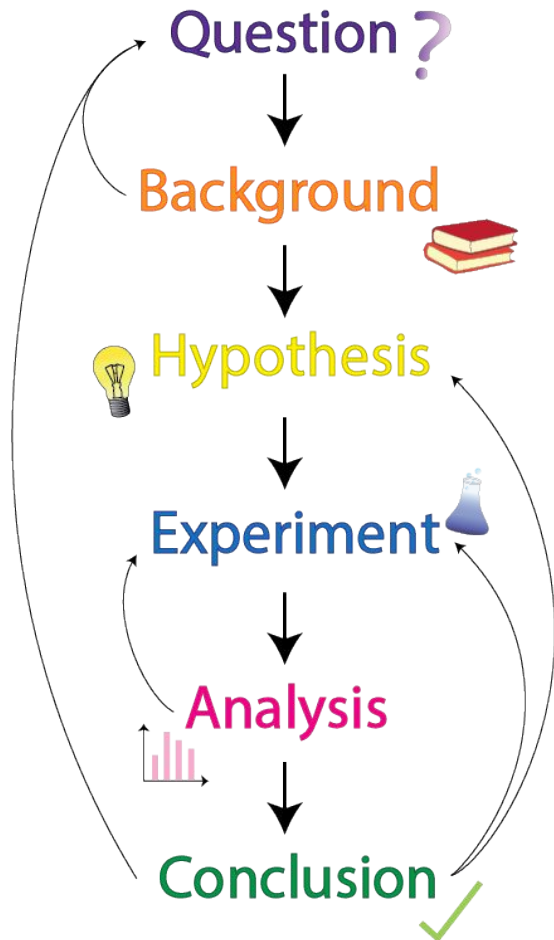 Question ?
Background
Hypothesis
Experiment
Analysis
Conclusion